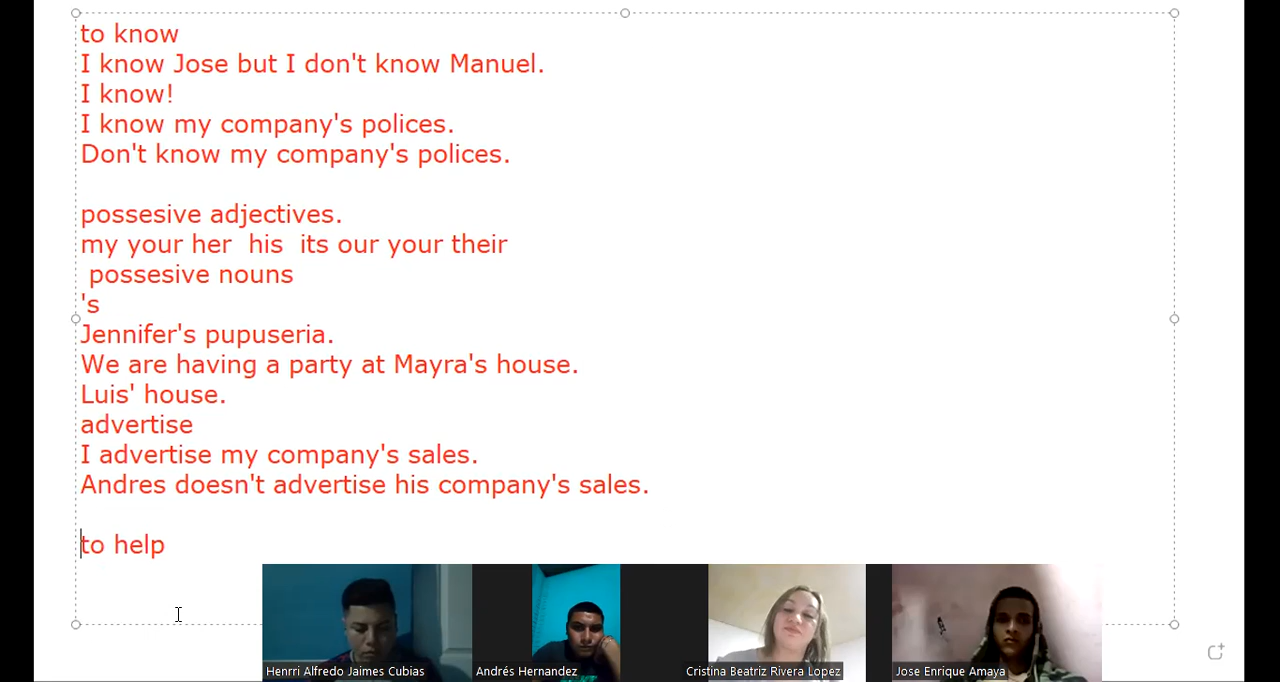 to know
I know Jose but I don't know Manuel.
I know!
I know my company's polices.
Don't know my company's polices.
possesive adjectives.
my your her his its our your their
possesive nouns
's
Jennifer's pupuseria.
We are having a party at Mayra's house.
Luis' house.
advertise
I advertise my company's sales.
Andres doesn't advertise his company's sales.
to help
Henrri Alfredo Jaimes Cubias
Andrés Hernandez
Cristina Beatriz Rivera Lopez
Jose Enrique Amaya